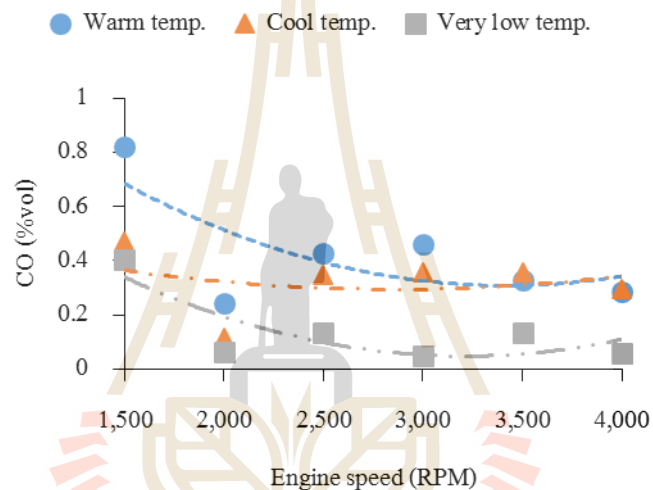 Warm temp. Cool temp. Very low temp.
1
0.8
0.6
0.4
0.2
0
CO (%vol)
1,500 2,000 2,500 3,000 3,500 4,000
Engine speed (RPM)